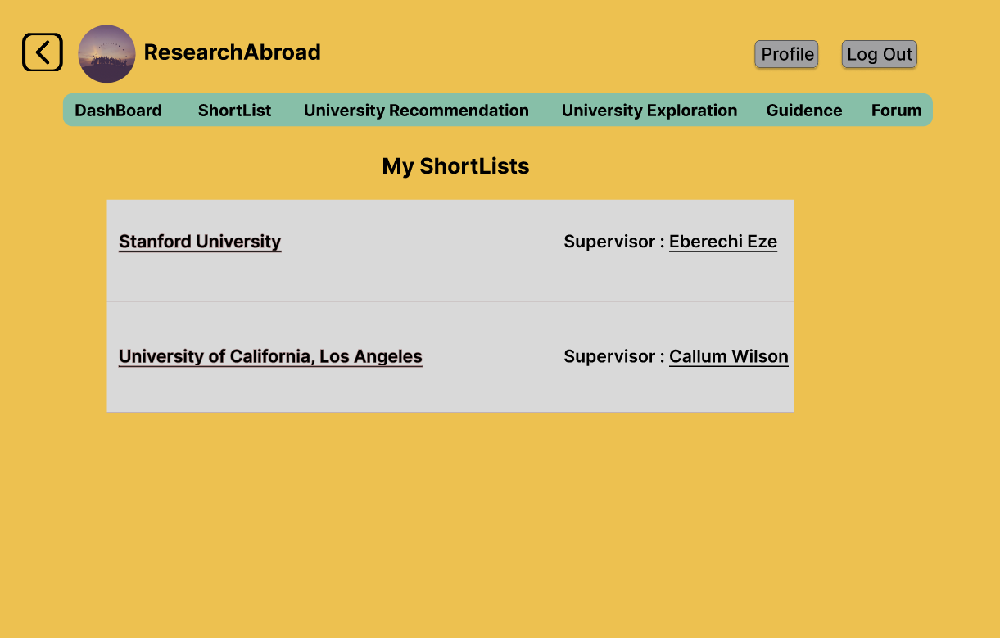 ResearchAbroad
Profile
Log Out
DashBoard ShortList University Recommendation University Exploration Guidence Forum
My ShortLists
Stanford University Supervisor : Eberechi Eze
University of California, Los Angeles Supervisor : Callum Wilson